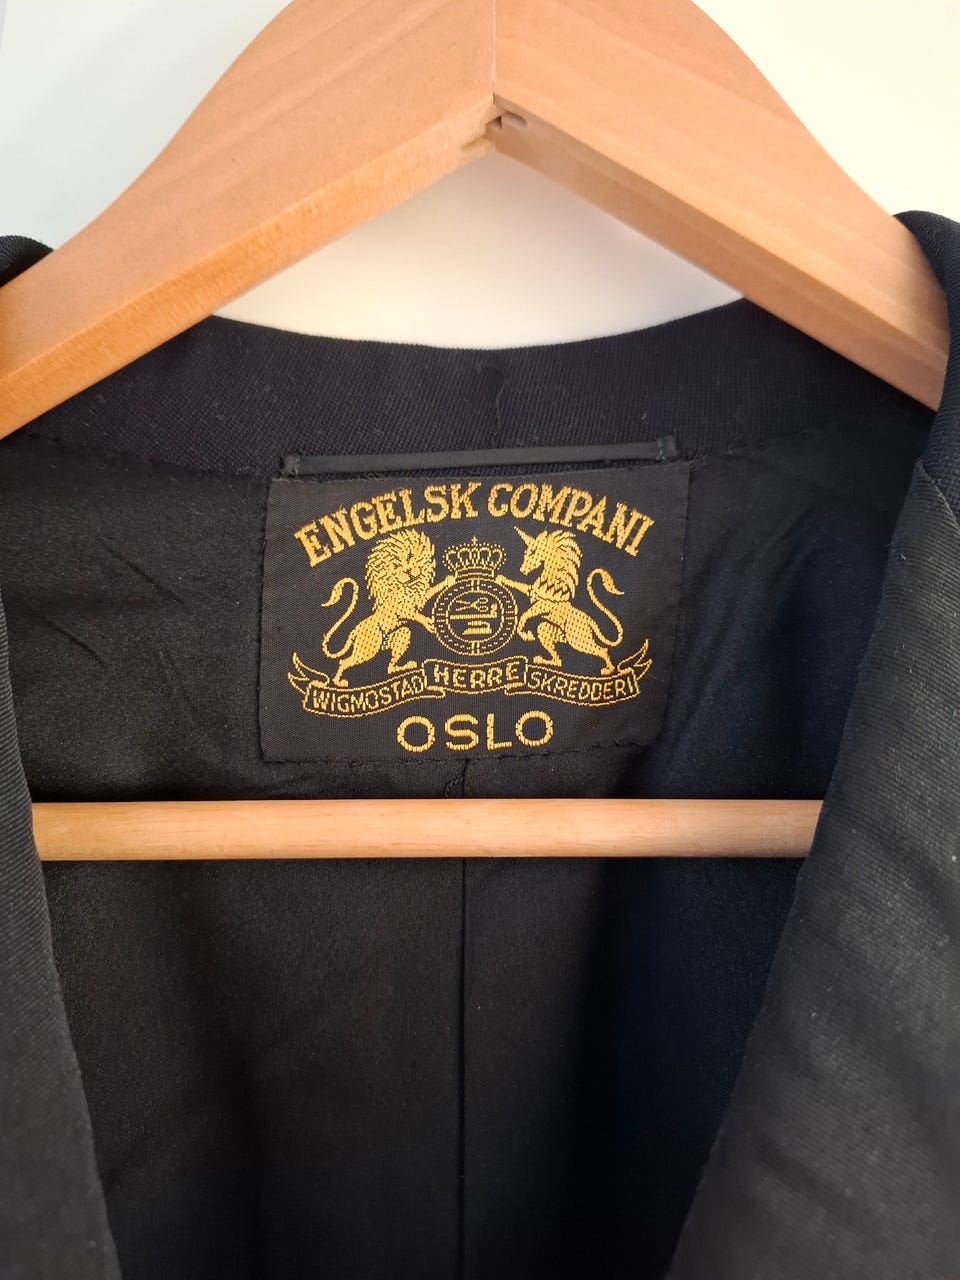 ENGELSK COMPANI
WIGMOSTAD HERRE SKREDDERI
OSLO